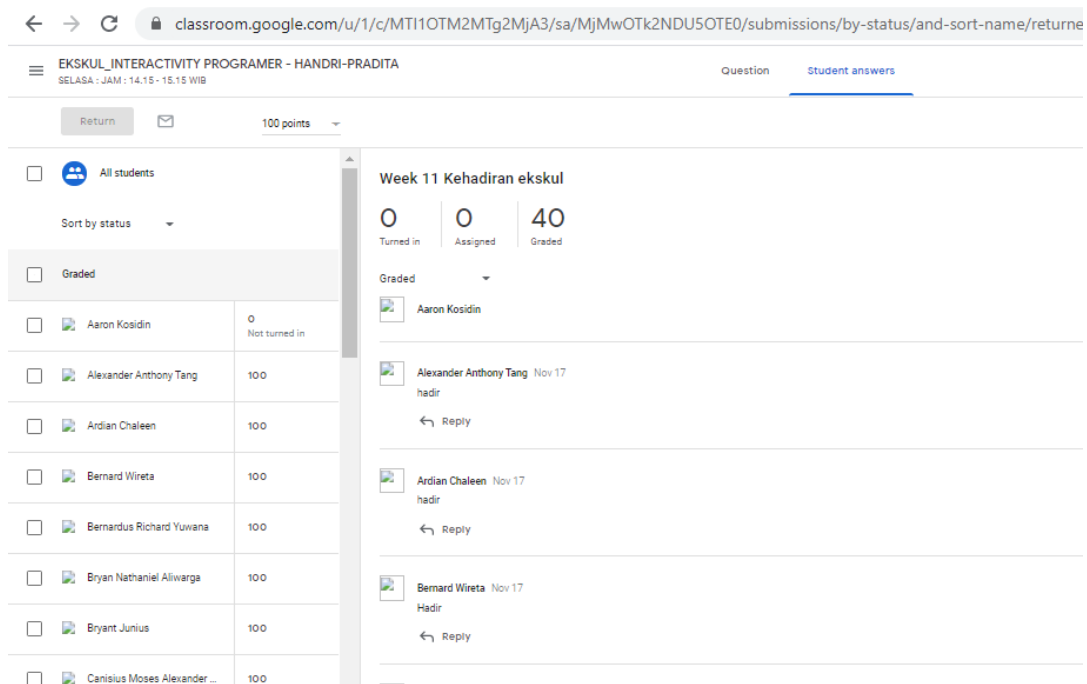 classroom.google.com/u/1/c/MTI1OTM2MTg2MjA3/sa/MjMwOTk2NDU5OTE0/submissions/by-status/and-sort-name/returne
EKSKUL_INTERACTIVITY PROGRAMER - HANDRI-PRADITA
SELASA : JAM : 14.15 - 15.15 WIB
Question
Student answers
Return
100 points
All students
Sort by status
Graded
Aaron Kosidin
0
Not turned in
Alexander Anthony Tang
100
Ardian Chaleen
100
Bernard Wireta
100
Bernardus Richard Yuwana
100
Bryan Nathaniel Aliwarga
100
Bryant Junius
100
Canisius Moses Alexander ...
100
Week 11 Kehadiran ekskul
0
Turned in
0
Assigned
40
Graded
Graded
Aaron Kosidin
Alexander Anthony Tang Nov 17
hadir
Reply
Ardian Chaleen Nov 17
hadir
Reply
Bernard Wireta Nov 17
Hadir
Reply